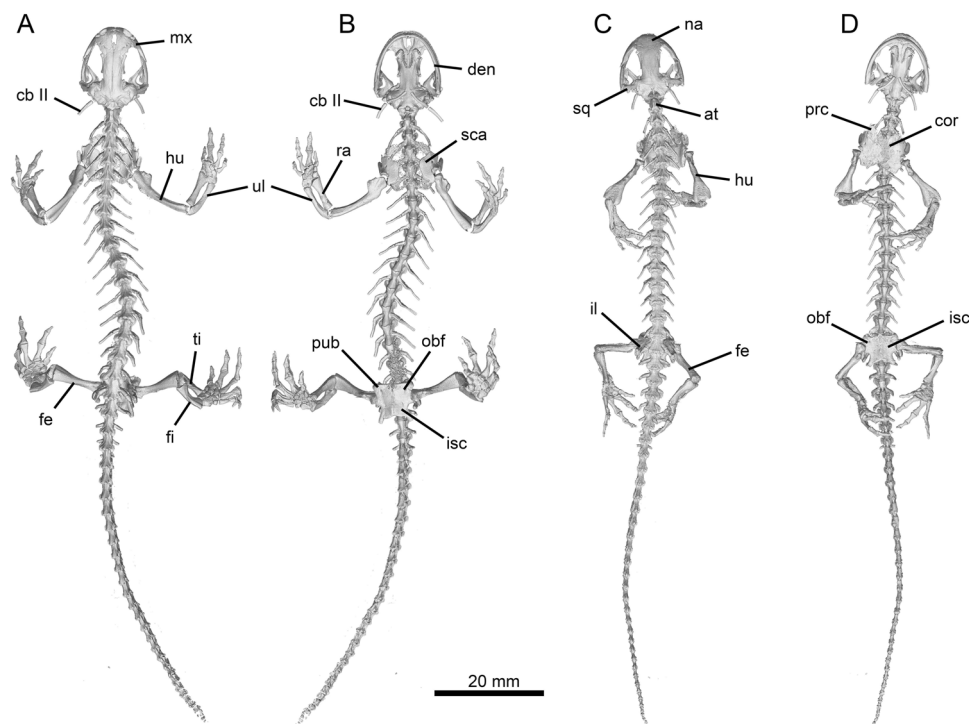 A
B
C
D
mx
na
den
cb II
cb II
sq
at
prc
cor
sca
ra
hu
ul
hu
il
obf
isc
pub
obf
ti
fe
fe
fi
isc
20 mm